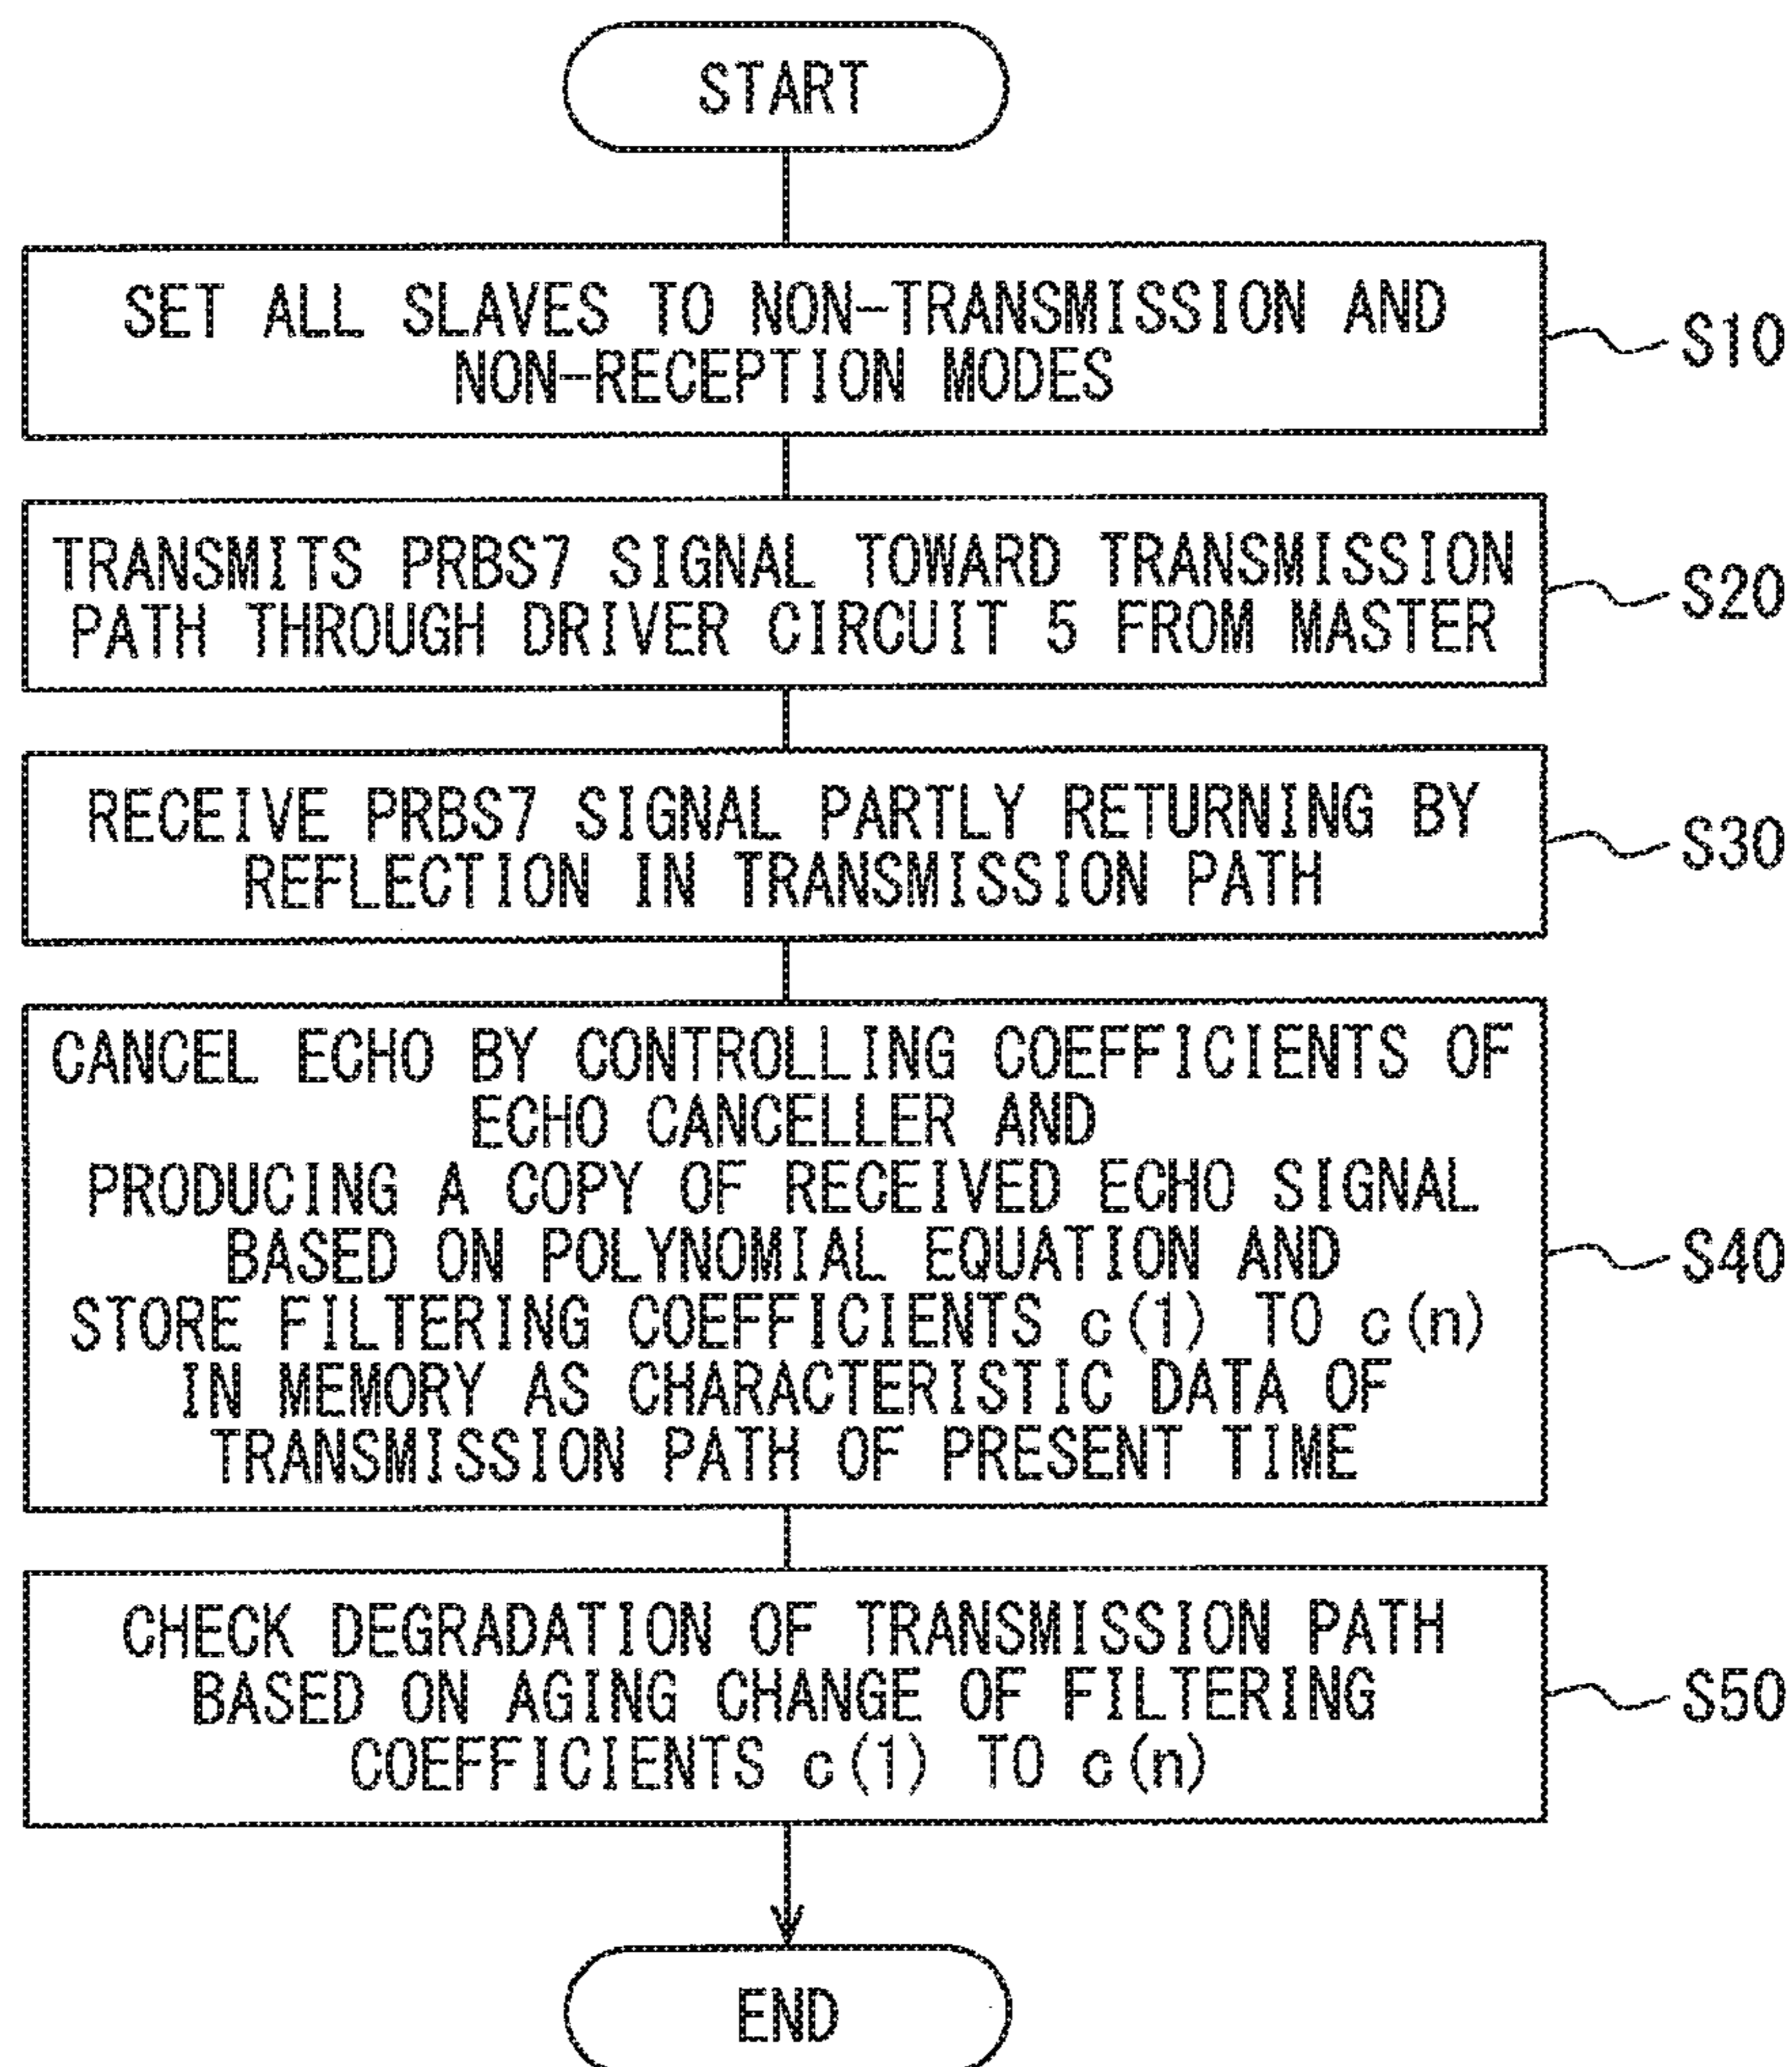 START
SET ALL SLAVES TO NON-TRANSMISSION AND
NON-RECEPTION MODES
S10
TRANSMITS PRBS7 SIGNAL TOWARD TRANSMISSION
PATH THROUGH DRIVER CIRCUIT 5 FROM MASTER
S20
RECEIVE PRBS7 SIGNAL PARTLY RETURNING BY
REFLECTION IN TRANSMISSION PATH
S30
CANCEL ECHO BY CONTROLLING COEFFICIENTS OF
ECHO CANCELLER AND
PRODUCING A COPY OF RECEIVED ECHO SIGNAL
BASED ON POLYNOMIAL EQUATION AND
STORE FILTERING COEFFICIENTS c(1) TO c(n)
IN MEMORY AS CHARACTERISTIC DATA OF
TRANSMISSION PATH OF PRESENT TIME
S40
CHECK DEGRADATION OF TRANSMISSION PATH
BASED ON AGING CHANGE OF FILTERING
COEFFICIENTS c(1) TO c(n)
S50
END